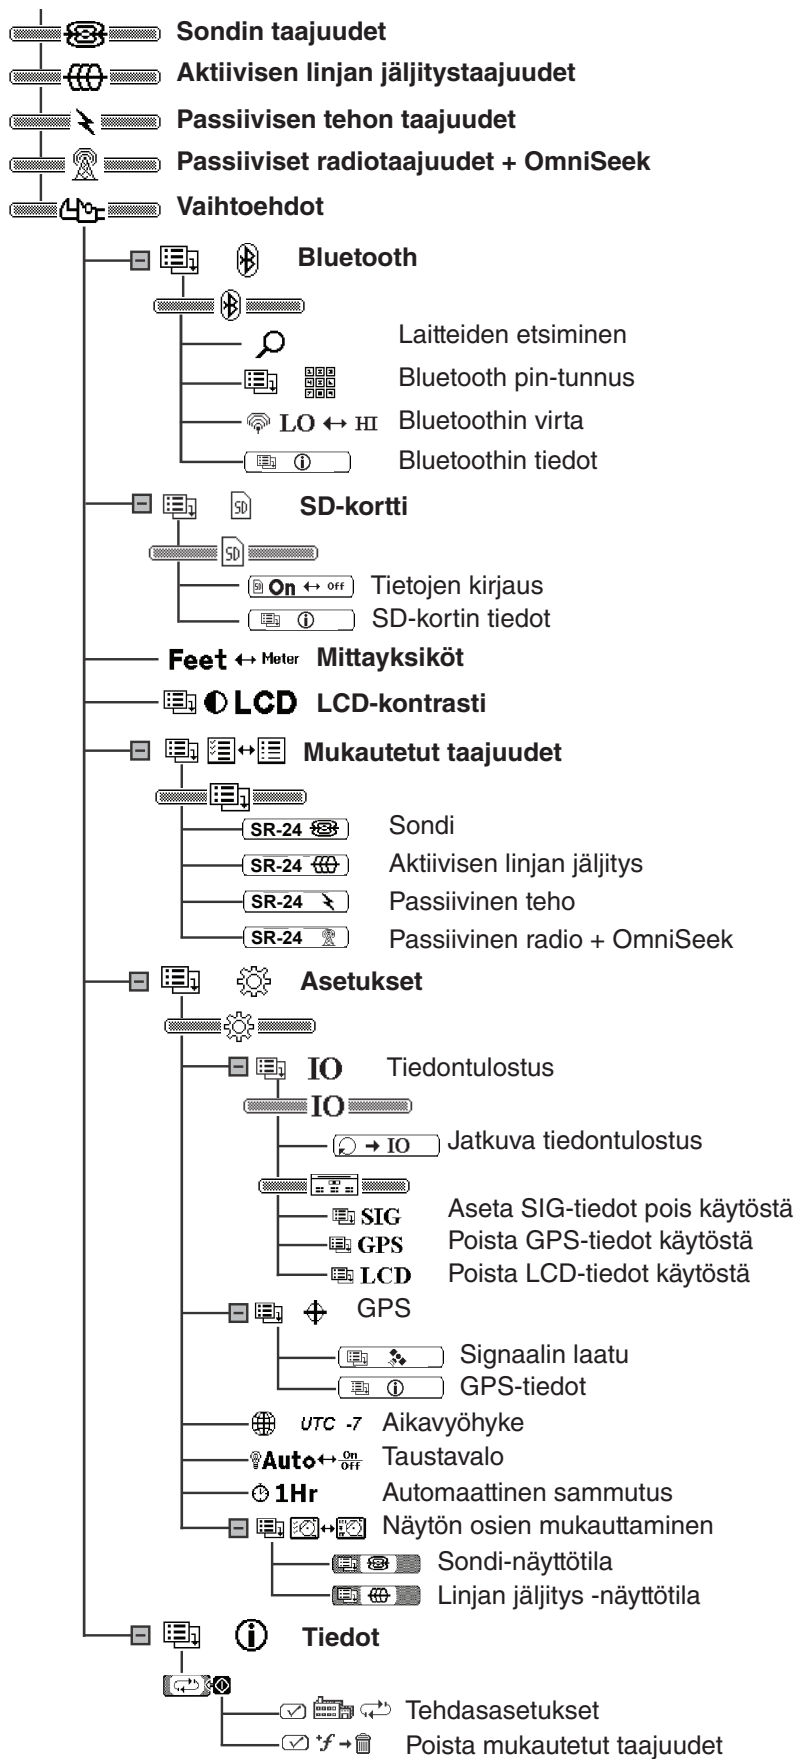 Sondin taajuudet
Aktiivisen linjan jäljitystaajuudet
Passiivisen tehon taajuudet
Passiiviset radiotaajuudet + OmniSeek
Vaihtoehdot
Bluetooth
Laitteiden etsiminen
Bluetooth pin-tunnus
LO ↔ HI Bluetoothin virta
Bluetoothin tiedot
SD SD-kortti
SD
On ↔ Off Tietojen kirjaus
SD-kortin tiedot
Feet ↔ Meter Mittayksiköt
LCD LCD-kontrasti
Mukautetut taajuudet
SR-24 Sondi
SR-24 Aktiivisen linjan jäljitys
SR-24 Passiivinen teho
SR-24 Passiivinen radio + OmniSeek
Asetukset
IO Tiedontulostus
IO
→ IO Jatkuva tiedontulostus
SIG Aseta SIG-tiedot pois käytöstä
GPS Poista GPS-tiedot käytöstä
LCD Poista LCD-tiedot käytöstä
GPS
Signaalin laatu
GPS-tiedot
UTC -7 Aikavyöhyke
Auto ↔ On Off Taustavalo
1Hr Automaattinen sammutus
Näytön osien mukauttaminen
Sondi-näyttötila
Linjan jäljitys -näyttötila
Tiedot
Tehdasasetukset
+f → Poista mukautetut taajuudet